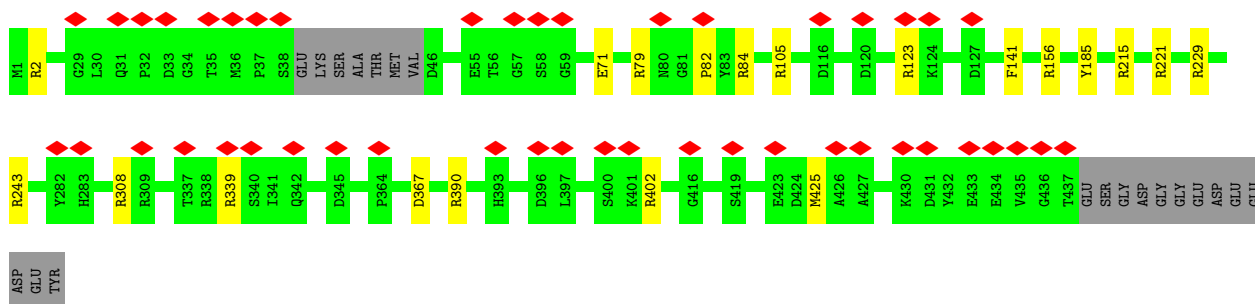 M1 R2 G29 L30 Q31 P32 D33 G34 T35 M36 P37 S38 GLU LYS SER ALA THR MET VAL D46 E55 T56 G57 S58 G59 E71 R79 N80 G81 P82 Y83 R84 R105 D116 D120 R123 K124 D127 F141 R156 Y185 R215 R221 R229
R243 Y282 H283 R308 R309 T337 R338 R339 S340 I341 Q342 D345 P364 D367 R390 H393 D396 L397 S400 K401 R402 G416 S419 E423 D424 M425 A426 A427 K430 D431 Y432 E433 E434 V435 G436 T437 GLU SER GLY ASP GLY GLY GLU ASP GLU GLU
ASP GLU TYR